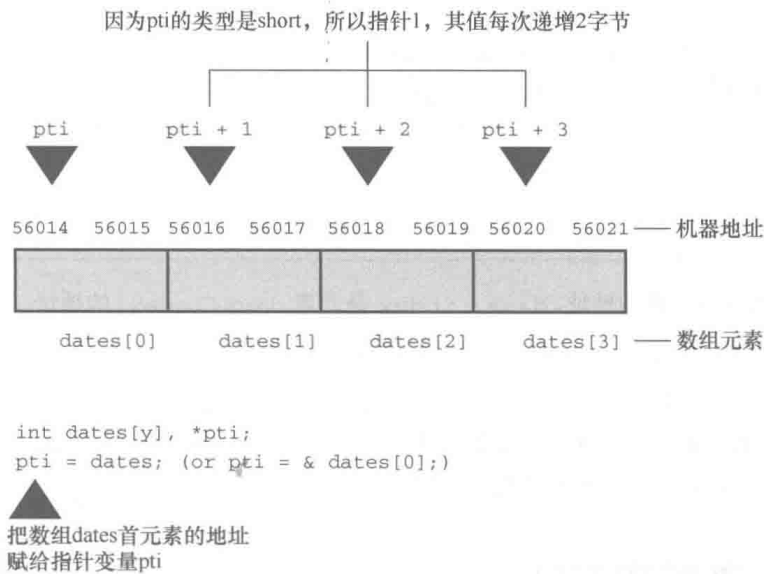 因为pti的类型是short，所以指针1，其值每次递增2字节
pti pti + 1 pti + 2 pti + 3
56014 56015 56016 56017 56018 56019 56020 56021 机器地址
dates[0] dates[1] dates[2] dates[3] 数组元素
int dates[y], *pti;
pti = dates; (or pti = & dates[0];)
把数组dates首元素的地址
赋给指针变量pti